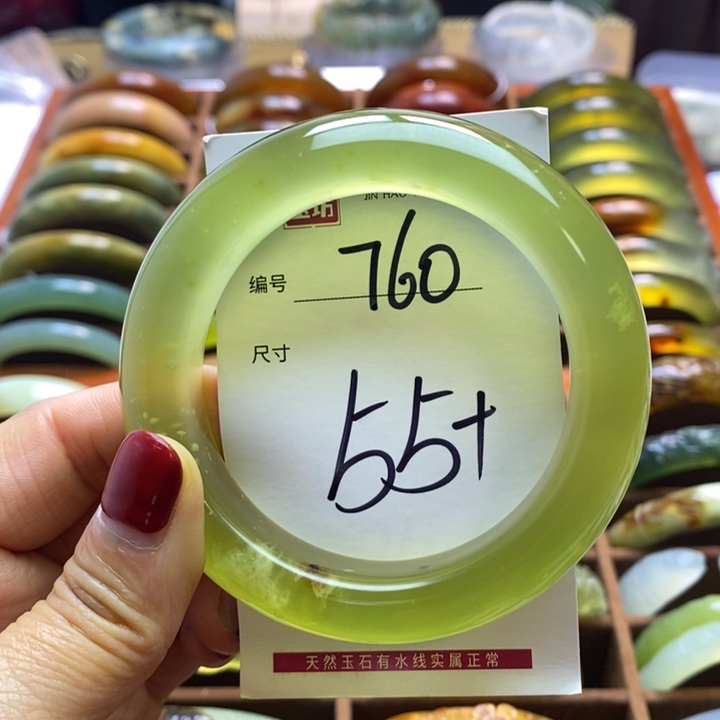 坊
JIN HAO
编号 760
尺寸
55+
天然玉石有水线实属正常